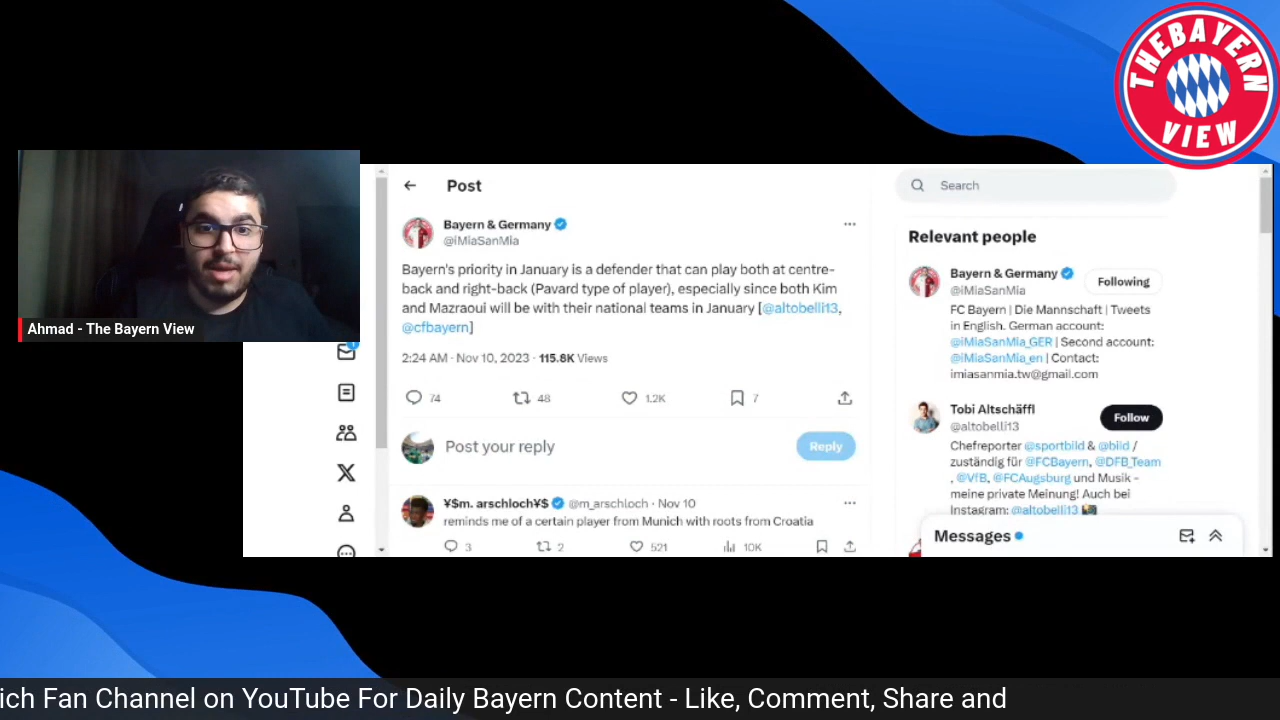 THEBAYERN
VIEW
Ahmad - The Bayern View
Post
Bayern & Germany
@iMiaSanMia
Bayern's priority in January is a defender that can play both at centre-
back and right-back (Pavard type of player), especially since both Kim
and Mazraoui will be with their national teams in January [@altobelli13,
@cfbayern]
2:24 AM · Nov 10, 2023 · 115.8K Views
74 48 1.2K 7
Post your reply
Reply
¥$m. arschloch¥$ @m_arschloch · Nov 10
reminds me of a certain player from Munich with roots from Croatia
3 2 521 10K
Search
Relevant people
Bayern & Germany
@iMiaSanMia
Following
FC Bayern | Die Mannschaft | Tweets
in English. German account:
@iMiaSanMia_GER | Second account:
@iMiaSanMia_en | Contact:
imiasanmia.tw@gmail.com
Tobi Altschäffl
@altobelli13
Follow
Chefreporter @sportbild & @bild /
zuständig für @FCBayern, @DFB_Team
, @VfB, @FCAugsburg und Musik -
meine private Meinung! Auch bei
Instagram: @altobelli13
Messages
ich Fan Channel on YouTube For Daily Bayern Content - Like, Comment, Share and